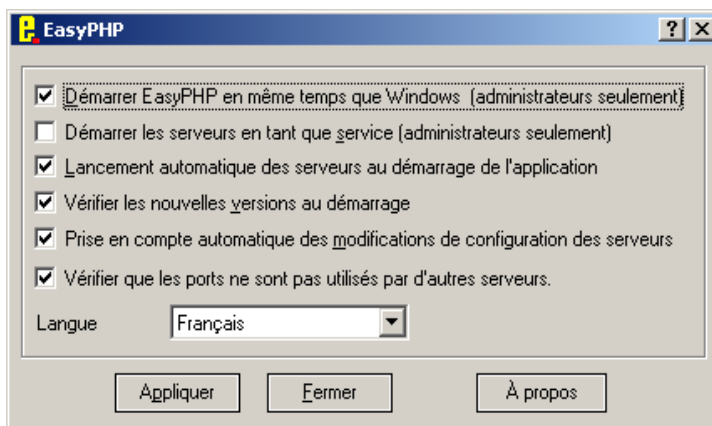 EasyPHP
Démarrer EasyPHP en même temps que Windows (administrateurs seulement)
Démarrer les serveurs en tant que service (administrateurs seulement)
Lancement automatique des serveurs au démarrage de l'application
Vérifier les nouvelles versions au démarrage
Prise en compte automatique des modifications de configuration des serveurs
Vérifier que les ports ne sont pas utilisés par d'autres serveurs.
Langue Français
Appliquer Fermer À propos